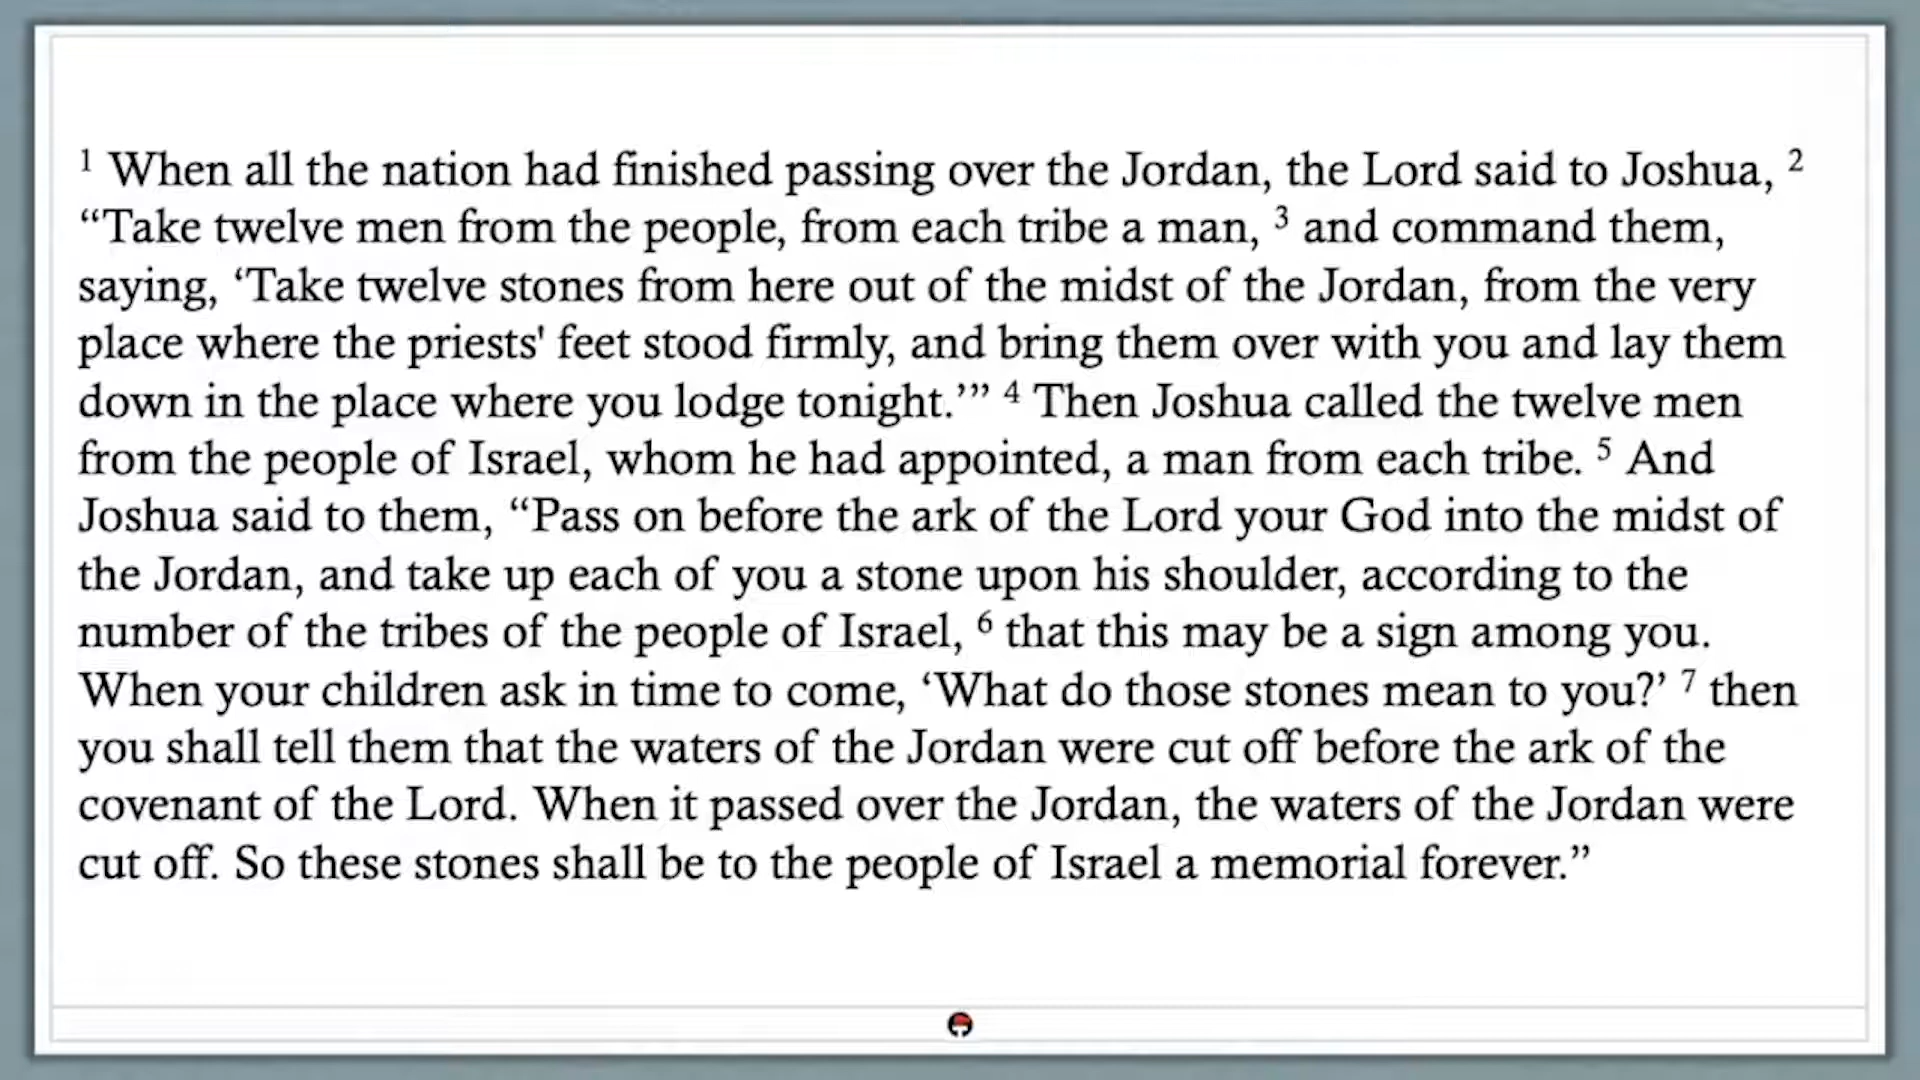 ¹ When all the nation had finished passing over the Jordan, the Lord said to Joshua, ²
“Take twelve men from the people, from each tribe a man, ³ and command them,
saying, ‘Take twelve stones from here out of the midst of the Jordan, from the very
place where the priests' feet stood firmly, and bring them over with you and lay them
down in the place where you lodge tonight.’” ⁴ Then Joshua called the twelve men
from the people of Israel, whom he had appointed, a man from each tribe. ⁵ And
Joshua said to them, “Pass on before the ark of the Lord your God into the midst of
the Jordan, and take up each of you a stone upon his shoulder, according to the
number of the tribes of the people of Israel, ⁶ that this may be a sign among you.
When your children ask in time to come, ‘What do those stones mean to you?’ ⁷ then
you shall tell them that the waters of the Jordan were cut off before the ark of the
covenant of the Lord. When it passed over the Jordan, the waters of the Jordan were
cut off. So these stones shall be to the people of Israel a memorial forever.”